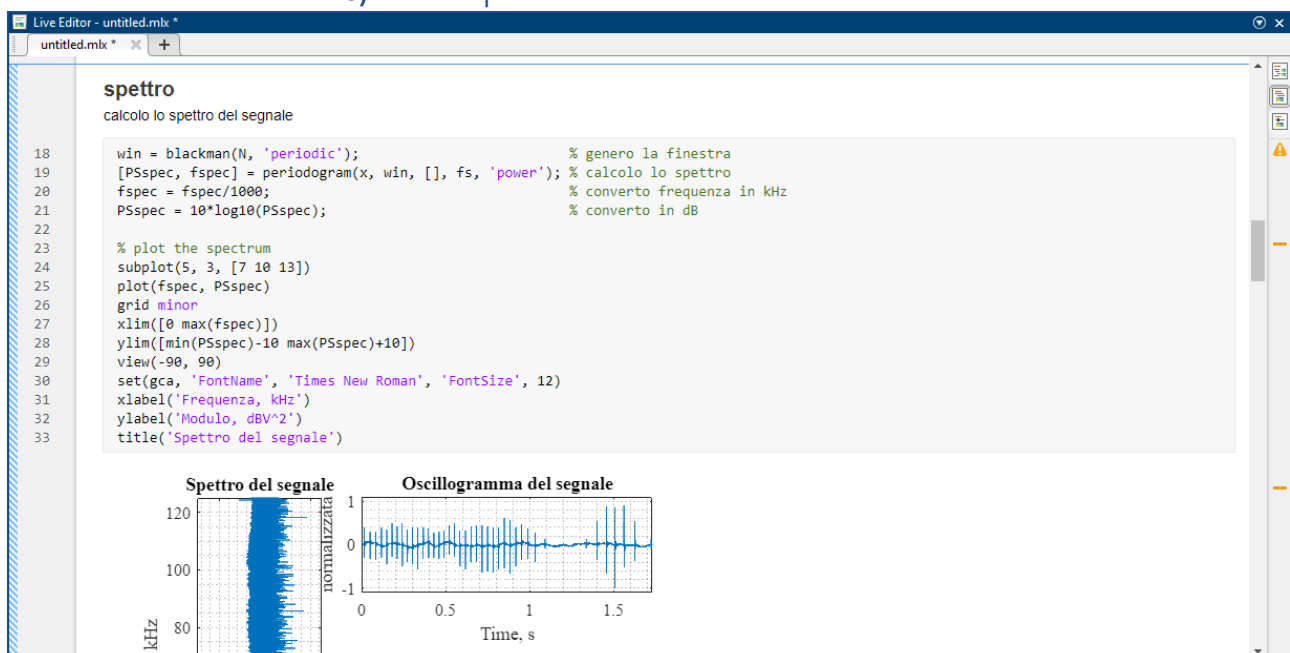 Live Editor - untitled.mlx *
untitled.mlx *
spettro
calcolo lo spettro del segnale
18 win = blackman(N, 'periodic'); % genero la finestra
19 [PSspec, fspec] = periodogram(x, win, [], fs, 'power'); % calcolo lo spettro
20 fspec = fspec/1000; % converto frequenza in kHz
21 PSspec = 10*log10(PSspec); % converto in dB
22
23 % plot the spectrum
24 subplot(5, 3, [7 10 13])
25 plot(fspec, PSspec)
26 grid minor
27 xlim([0 max(fspec)])
28 ylim([min(PSspec)-10 max(PSspec)+10])
29 view(-90, 90)
30 set(gca, 'FontName', 'Times New Roman', 'FontSize', 12)
31 xlabel('Frequenza, kHz')
32 ylabel('Modulo, dBV^2')
33 title('Spettro del segnale')
Spettro del segnale
120
100
80
kHz
Oscillogramma del segnale
normalizzata
1
0
-1
0 0.5 1 1.5
Time, s